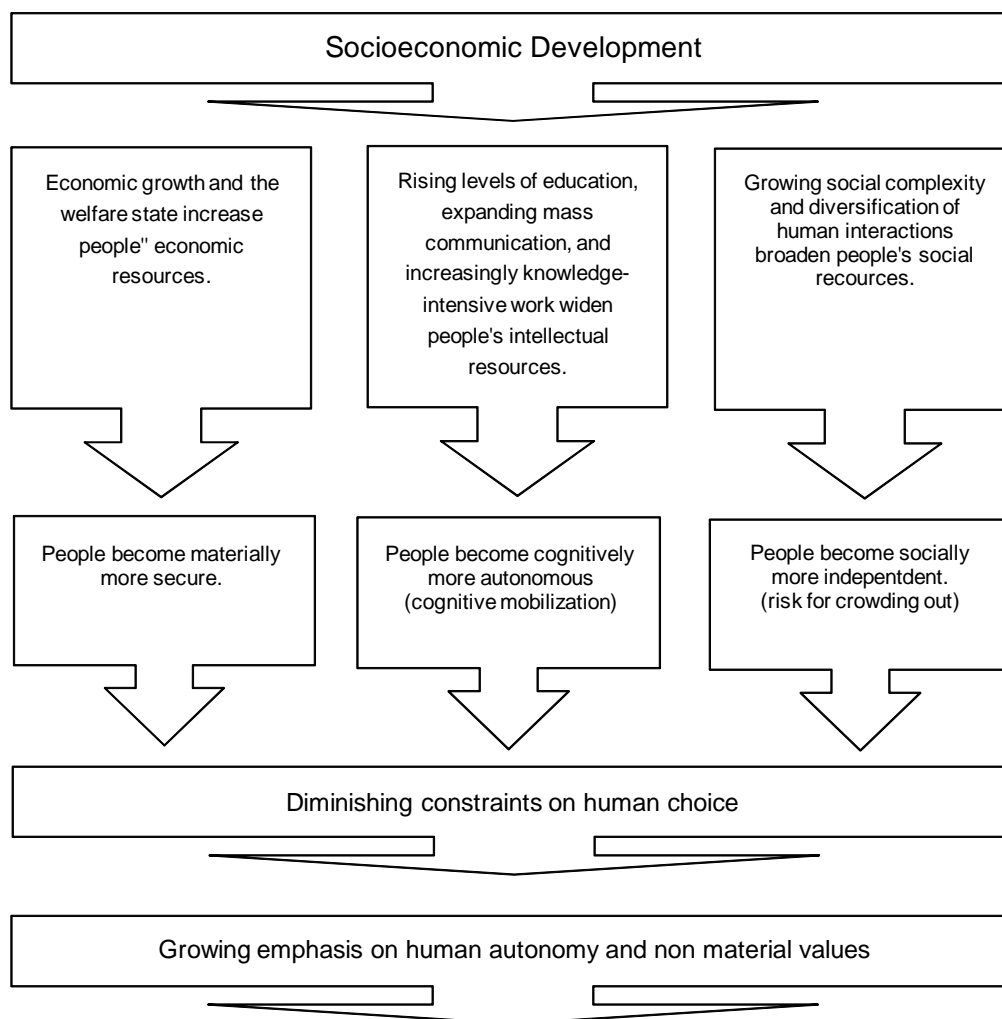 Socioeconomic Development
Economic growth and the
welfare state increase
people" economic
resources.
Rising levels of education,
expanding mass
communication, and
increasingly knowledge-
intensive work widen
people's intellectual
resources.
Growing social complexity
and diversification of
human interactions
broaden people's social
recources.
People become materially
more secure.
People become cognitively
more autonomous
(cognitive mobilization)
People become socially
more indepentdent.
(risk for crowding out)
Diminishing constraints on human choice
Growing emphasis on human autonomy and non material values